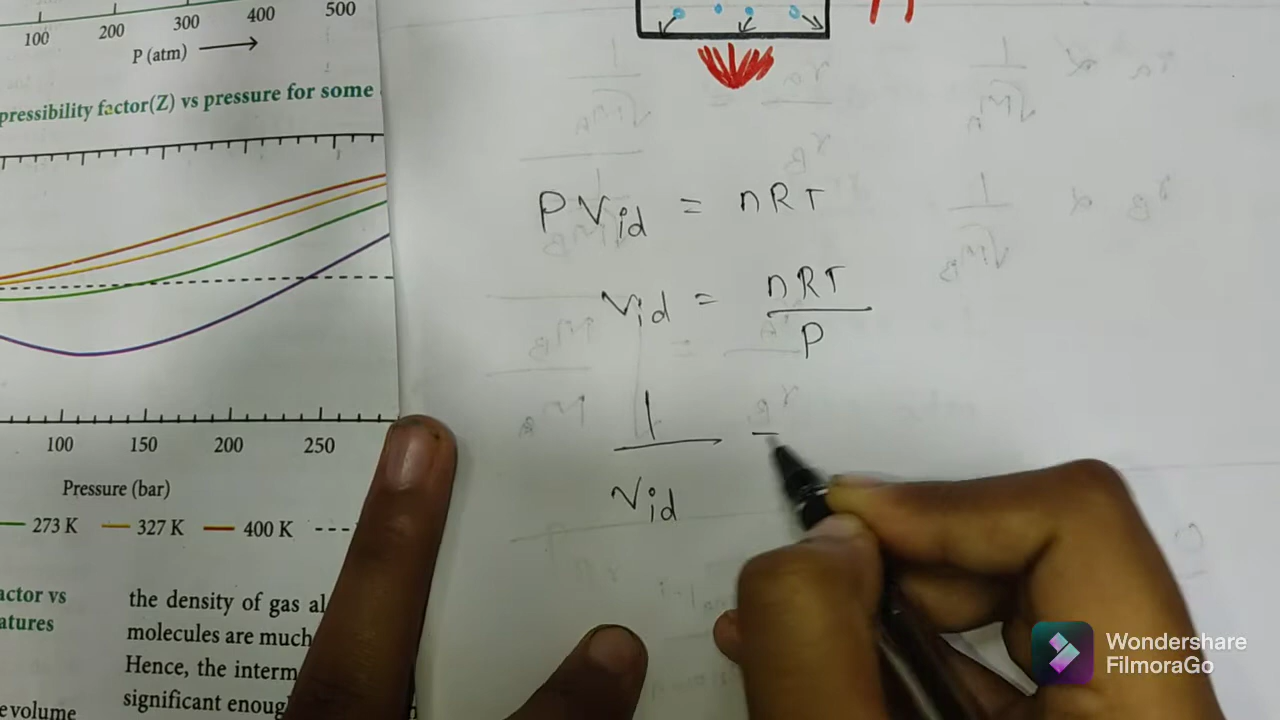 100 200 300 400 500
P (atm)
pressibility factor(Z) vs pressure for some
100 150 200 250
Pressure (bar)
273 K 327 K 400 K
actor vs
atures
evolume
the density of gas al
molecules are much
Hence, the interm
significant enoug
PVid = nRT
Vid = nRT
P
1
Vid
Wondershare
FilmoraGo